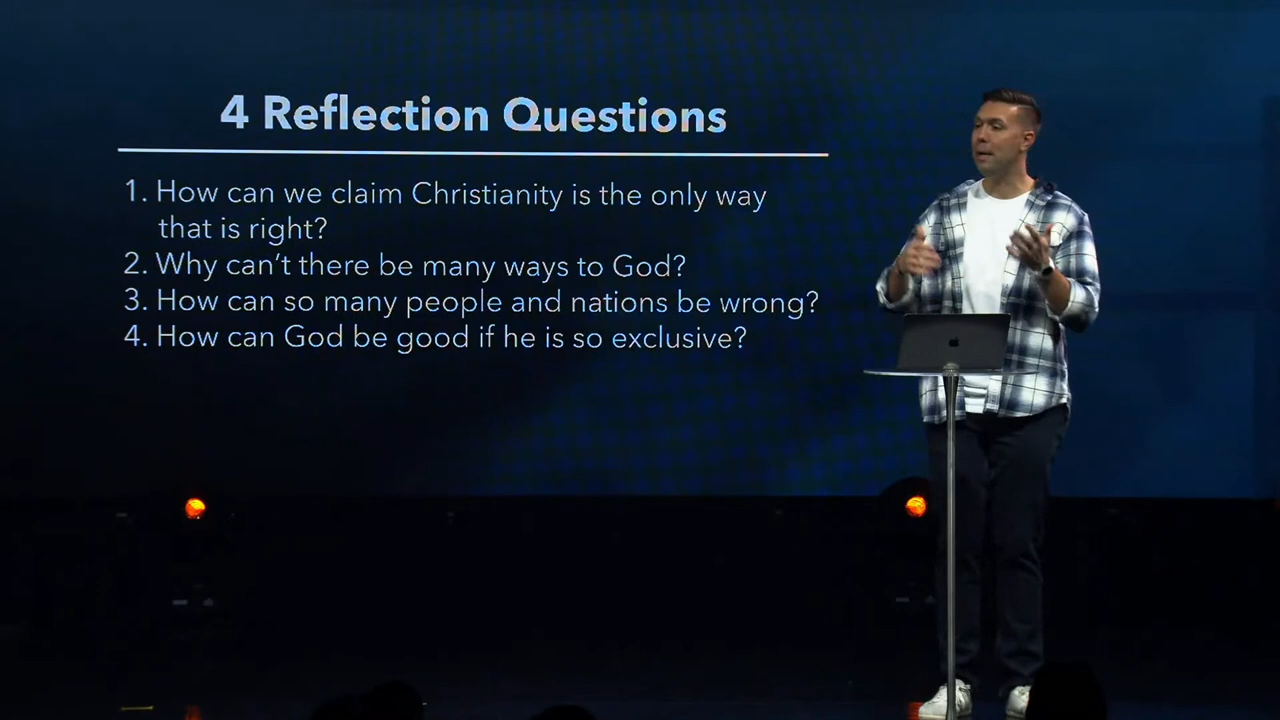 4 Reflection Questions
1. How can we claim Christianity is the only way
that is right?
2. Why can't there be many ways to God?
3. How can so many people and nations be wrong?
4. How can God be good if he is so exclusive?